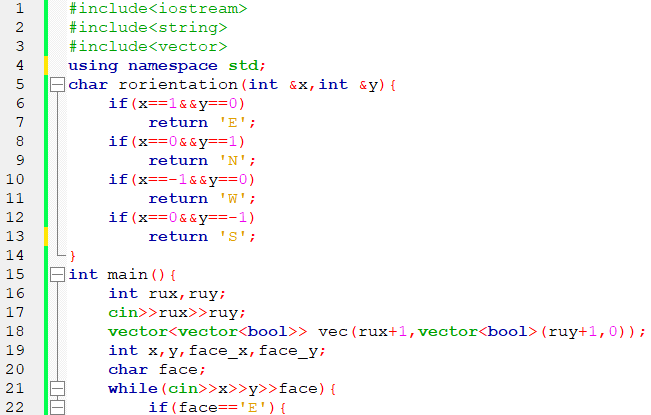 1 #include<iostream>
2 #include<string>
3 #include<vector>
4 using namespace std;
5 char rorientation(int &x,int &y){
6     if(x==1&&y==0)
7         return 'E';
8     if(x==0&&y==1)
9         return 'N';
10     if(x==-1&&y==0)
11         return 'W';
12     if(x==0&&y==-1)
13         return 'S';
14 }
15 int main(){
16     int rux,ruy;
17     cin>>rux>>ruy;
18     vector<vector<bool>> vec(rux+1,vector<bool>(ruy+1,0));
19     int x,y,face_x,face_y;
20     char face;
21     while(cin>>x>>y>>face){
22         if(face=='E'){